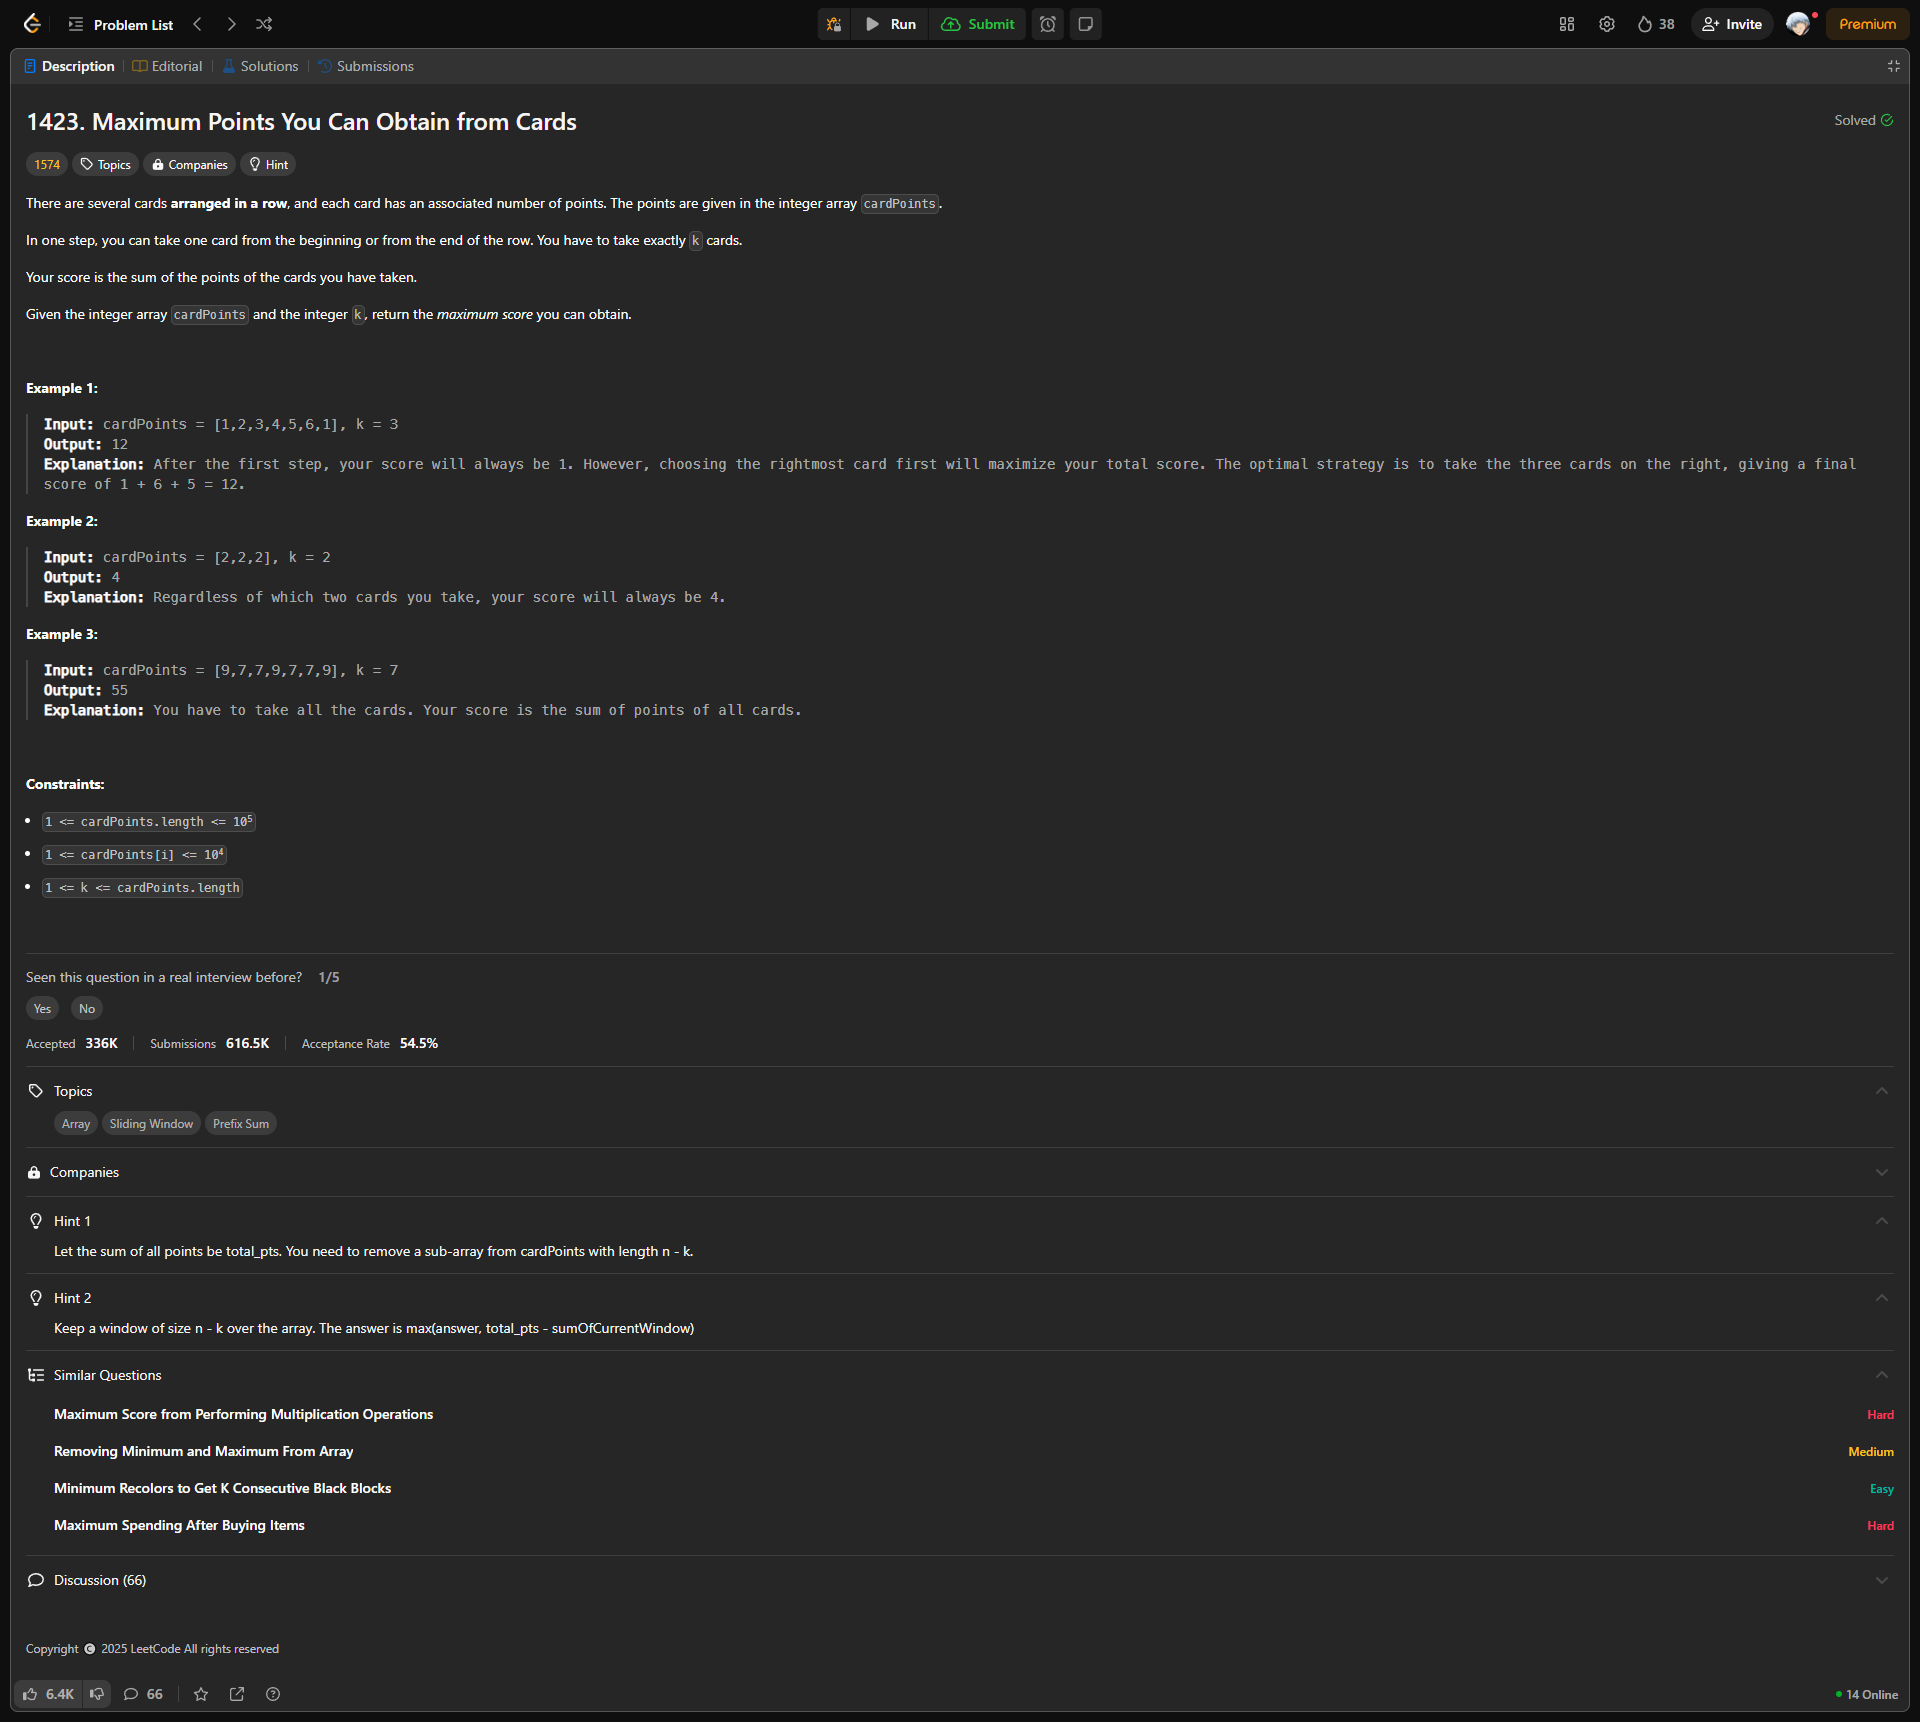 Problem List
Run
Submit
38
Invite
Premium
Description
Editorial
Solutions
Submissions
1423. Maximum Points You Can Obtain from Cards
Solved
1574
Topics
Companies
Hint
There are several cards arranged in a row, and each card has an associated number of points. The points are given in the integer array cardPoints.
In one step, you can take one card from the beginning or from the end of the row. You have to take exactly k cards.
Your score is the sum of the points of the cards you have taken.
Given the integer array cardPoints and the integer k, return the maximum score you can obtain.
Example 1:
Input: cardPoints = [1,2,3,4,5,6,1], k = 3
Output: 12
Explanation: After the first step, your score will always be 1. However, choosing the rightmost card first will maximize your total score. The optimal strategy is to take the three cards on the right, giving a final
score of 1 + 6 + 5 = 12.
Example 2:
Input: cardPoints = [2,2,2], k = 2
Output: 4
Explanation: Regardless of which two cards you take, your score will always be 4.
Example 3:
Input: cardPoints = [9,7,7,9,7,7,9], k = 7
Output: 55
Explanation: You have to take all the cards. Your score is the sum of points of all cards.
Constraints:
1 <= cardPoints.length <= 10⁵
1 <= cardPoints[i] <= 10⁴
1 <= k <= cardPoints.length
Seen this question in a real interview before? 1/5
Yes
No
Accepted 336K
Submissions 616.5K
Acceptance Rate 54.5%
Topics
Array
Sliding Window
Prefix Sum
Companies
Hint 1
Let the sum of all points be total_pts. You need to remove a sub-array from cardPoints with length n - k.
Hint 2
Keep a window of size n - k over the array. The answer is max(answer, total_pts - sumOfCurrentWindow)
Similar Questions
Maximum Score from Performing Multiplication Operations
Hard
Removing Minimum and Maximum From Array
Medium
Minimum Recolors to Get K Consecutive Black Blocks
Easy
Maximum Spending After Buying Items
Hard
Discussion (66)
Copyright © 2025 LeetCode All rights reserved
6.4K
66
14 Online